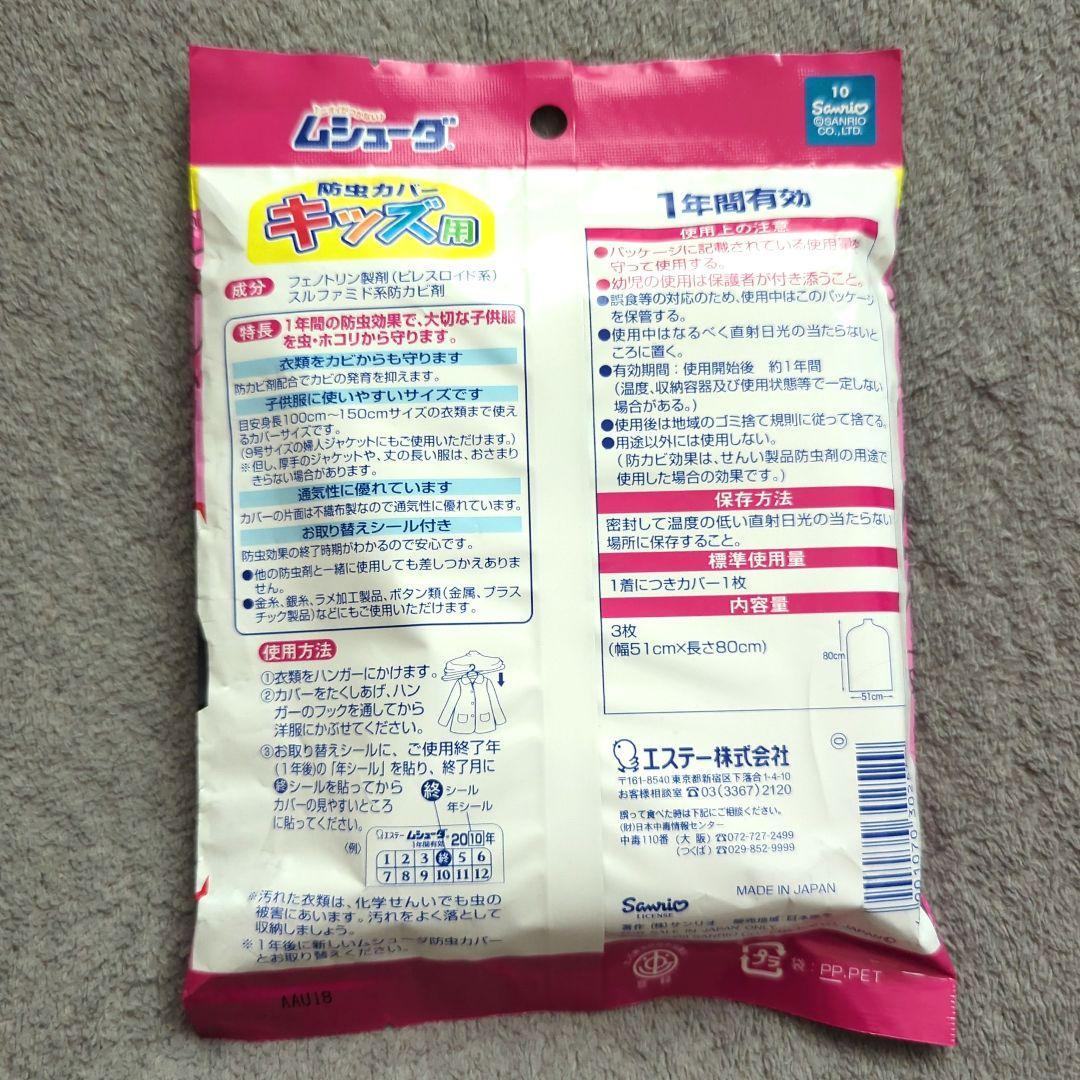 ニオイがつかない
ムシューダ
防虫カバー
キッズ用
成分
フェノトリン製剤(ピレスロイド系)
スルファミド系防カビ剤
特長
1年間の防虫効果で、大切な子供服
を虫・ホコリから守ります。
衣類をカビからも守ります
防カビ剤配合でカビの発育を抑えます。
子供服に使いやすいサイズです
目安身長100cm〜150cmサイズの衣類まで使え
るカバーサイズです。
(9号サイズの婦人ジャケットにもご使用いただけます。)
※但し、厚手のジャケットや、丈の長い服は、おさまり
きらない場合があります。
通気性に優れています
カバーの片面は不織布製なので通気性に優れています。
お取り替えシール付き
防虫効果の終了時期がわかるので安心です。
●他の防虫剤と一緒に使用しても差しつかえありま
せん。
●金糸、銀糸、ラメ加工製品、ボタン類(金属、プラス
チック製品)などにもご使用いただけます。
使用方法
①衣類をハンガーにかけます。
②カバーをたくしあげ、ハン
ガーのフックを通してから
洋服にかぶせてください。
③お取り替えシールに、ご使用終了年
(1年後)の「年シール」を貼り、終了月に
終シールを貼ってから
カバーの見やすいところ
に貼ってください。
終シール
年シール
(例)
エステー ムシューダ 1年間有効 2010年
1 2 3 終 5 6
7 8 9 10 11 12
※汚れた衣類は、化学せんいでも虫の
被害にあいます。汚れをよく落として
収納しましょう。
※1年後に新しいムシューダ防虫カバー
とお取り替えください。
AAU18
10
Sanrio
©SANRIO
CO.,LTD.
1年間有効
使用上の注意
●パッケージに記載されている使用量を
守って使用する。
●幼児の使用は保護者が付き添うこと。
●誤食等の対応のため、使用中はこのパッケージ
を保管する。
●使用中はなるべく直射日光の当たらないと
ころに置く。
●有効期間:使用開始後 約1年間
(温度、収納容器及び使用状態等で一定しない
場合がある。)
●使用後は地域のゴミ捨て規則に従って捨てる。
●用途以外には使用しない。
(防カビ効果は、せんい製品防虫剤の用途で
使用した場合の効果です。)
保存方法
密封して温度の低い直射日光の当たらない
場所に保存すること。
標準使用量
1着につきカバー1枚
内容量
3枚
(幅51cm×長さ80cm)
80cm
51cm
エステー株式会社
〒161-8540 東京都新宿区下落合1-4-10
お客様相談室 ☎03(3367)2120
誤って食べた時は下記にご相談ください。
(財)日本中毒情報センター
中毒110番 (大 阪) ☎072-727-2499
(つくば) ☎029-852-9999
MADE IN JAPAN
Sanrio
LICENSE
著作 (株)サンリオ 販売地域 日本
プラ
PP.PET